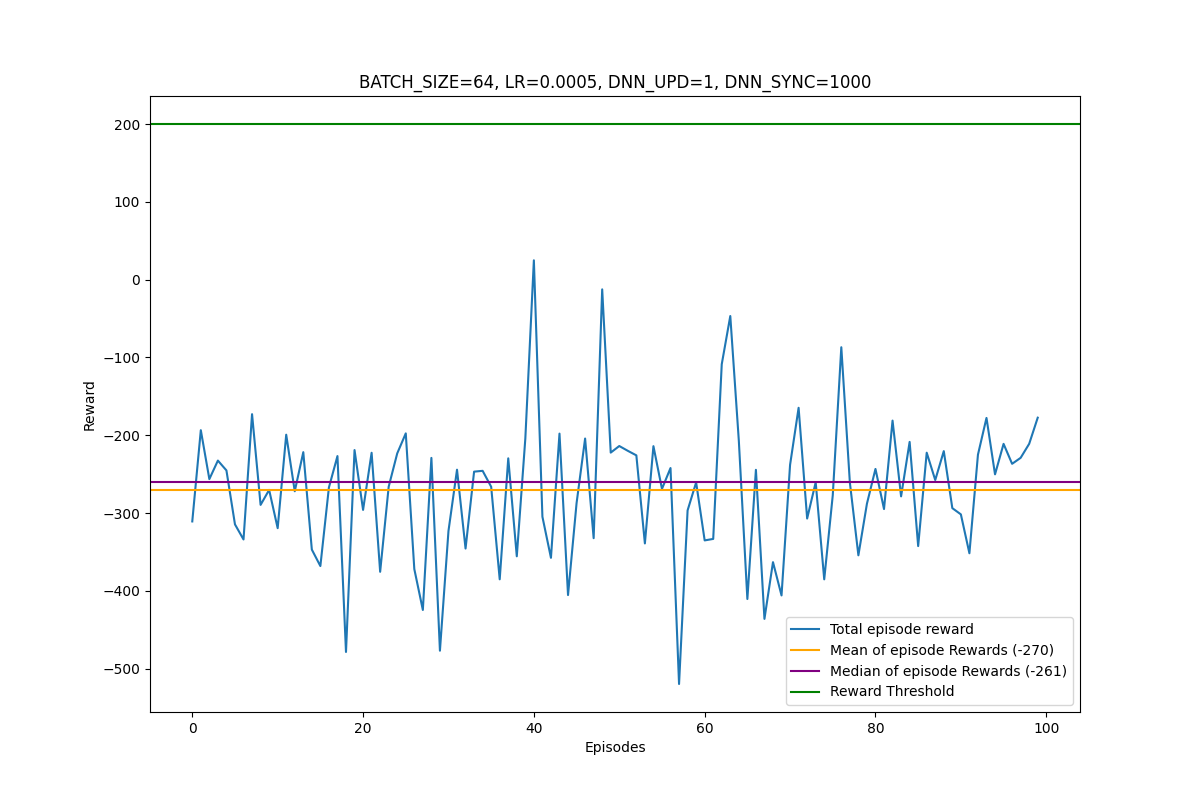 BATCH_SIZE=64, LR=0.0005, DNN_UPD=1, DNN_SYNC=1000
200
100
0
−100
−200
−300
−400
−500
Reward
0 20 40 60 80 100
Episodes
Total episode reward
Mean of episode Rewards (-270)
Median of episode Rewards (-261)
Reward Threshold